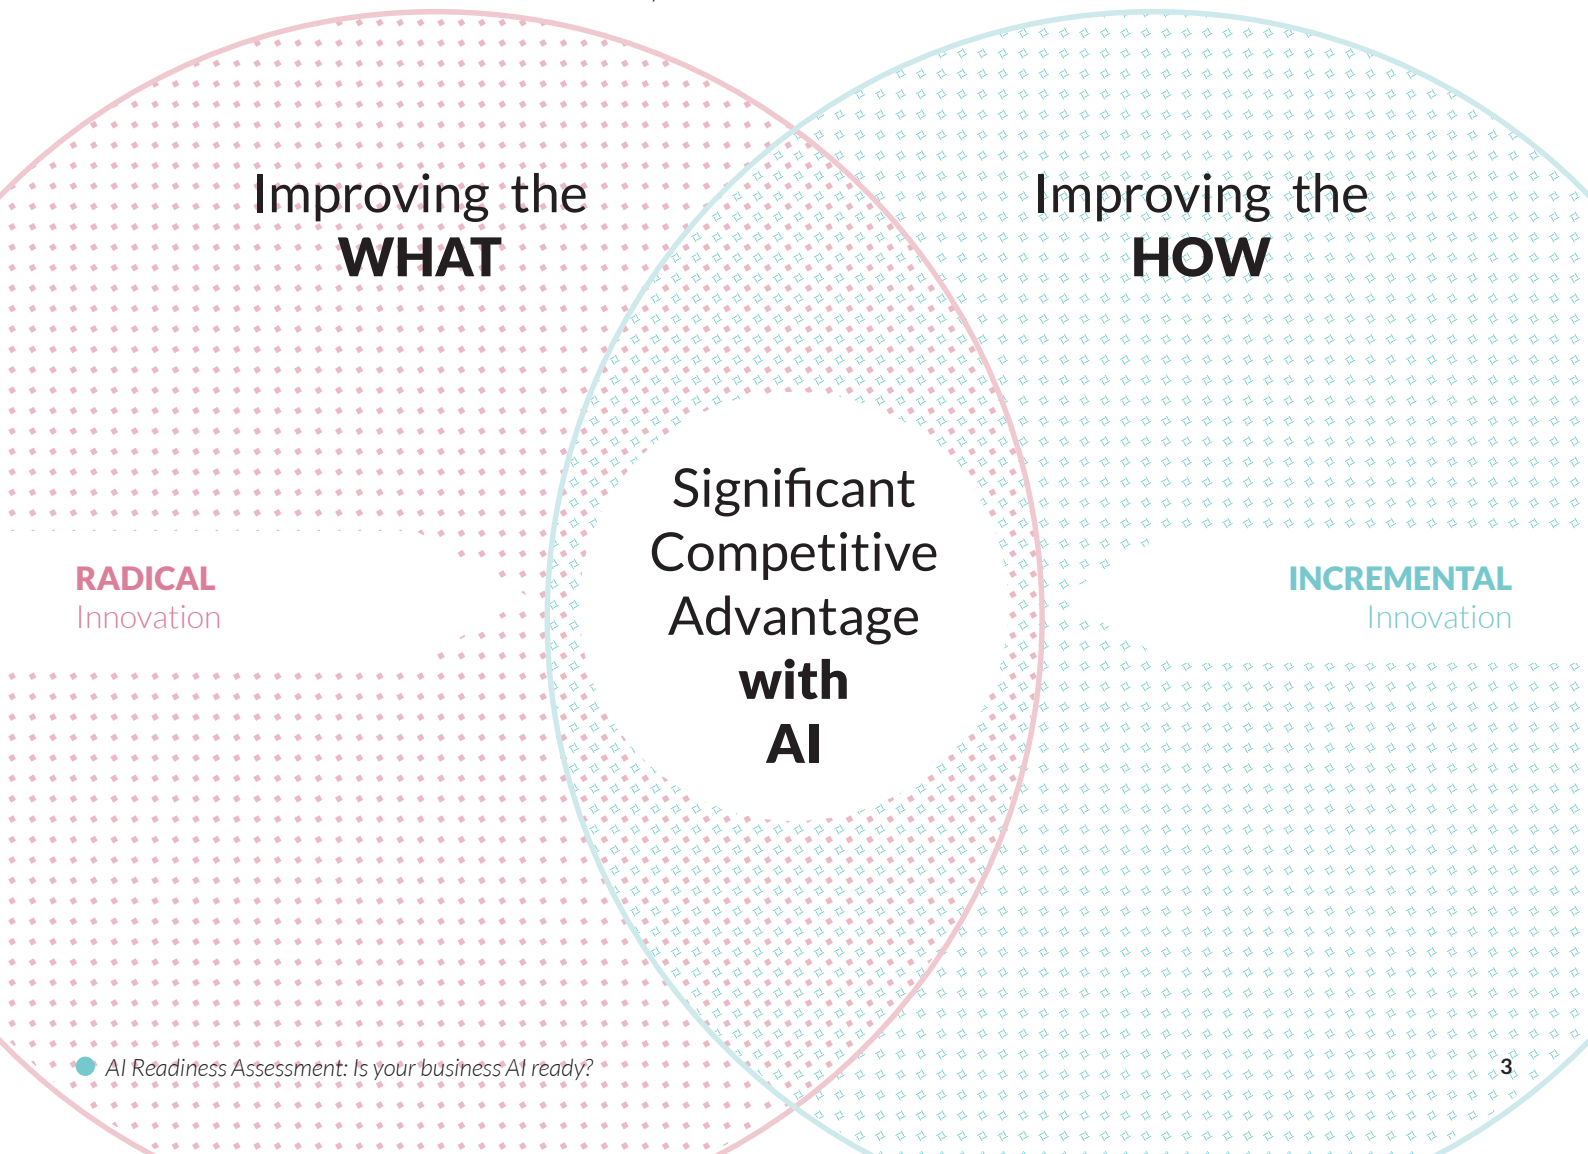 Improving the
WHAT
Improving the
HOW
Significant
Competitive
Advantage
with
AI
RADICAL
Innovation
INCREMENTAL
Innovation
AI Readiness Assessment: Is your business AI ready?
3